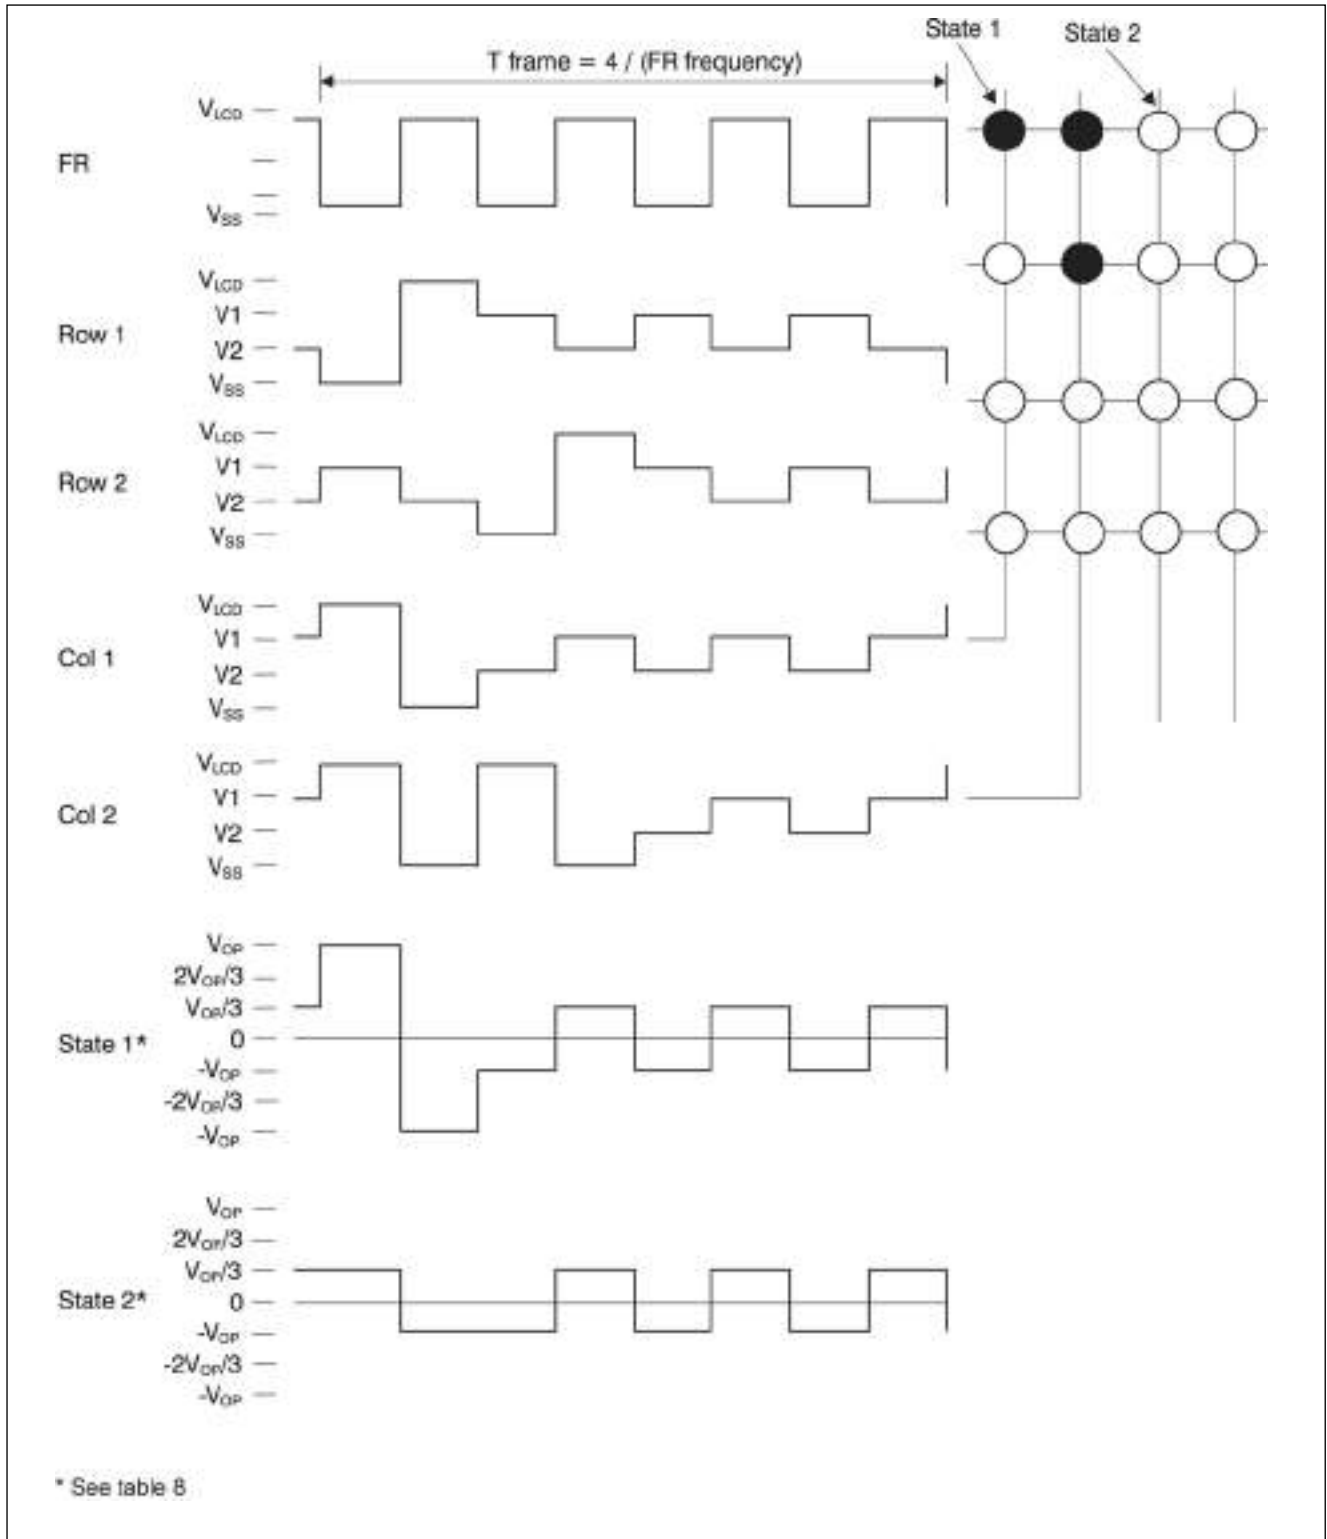 State 1
State 2
T frame = 4 / (FR frequency)
FR
VLCD
VSS
Row 1
VLCD
V1
V2
VSS
Row 2
VLCD
V1
V2
VSS
Col 1
VLCD
V1
V2
VSS
Col 2
VLCD
V1
V2
VSS
State 1*
VOP
2VOP/3
VOP/3
0
-VOP
-2VOP/3
-VOP
State 2*
VOP
2VOP/3
VOP/3
0
-VOP
-2VOP/3
-VOP
* See table 8